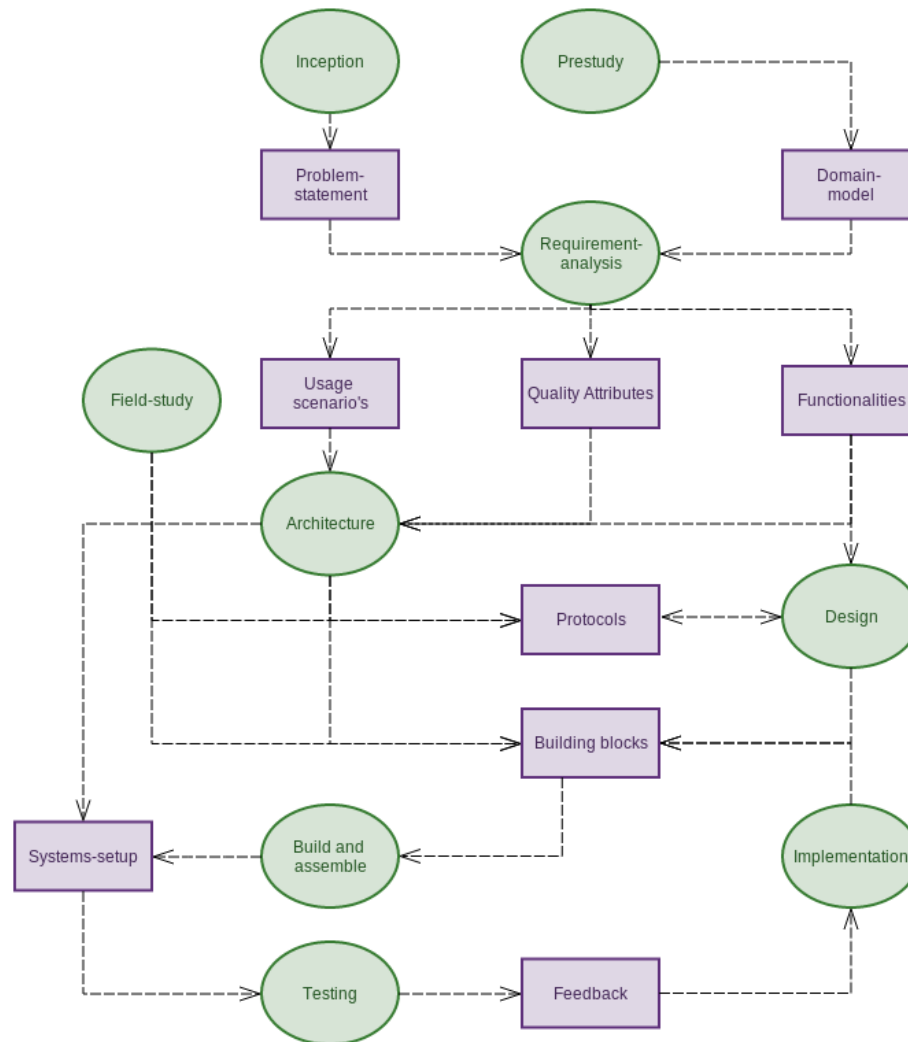 Inception
Prestudy
Problem-
statement
Domain-
model
Requirement-
analysis
Usage
scenario's
Quality Attributes
Functionalities
Field-study
Architecture
Protocols
Design
Building blocks
Systems-setup
Build and
assemble
Implementation
Testing
Feedback